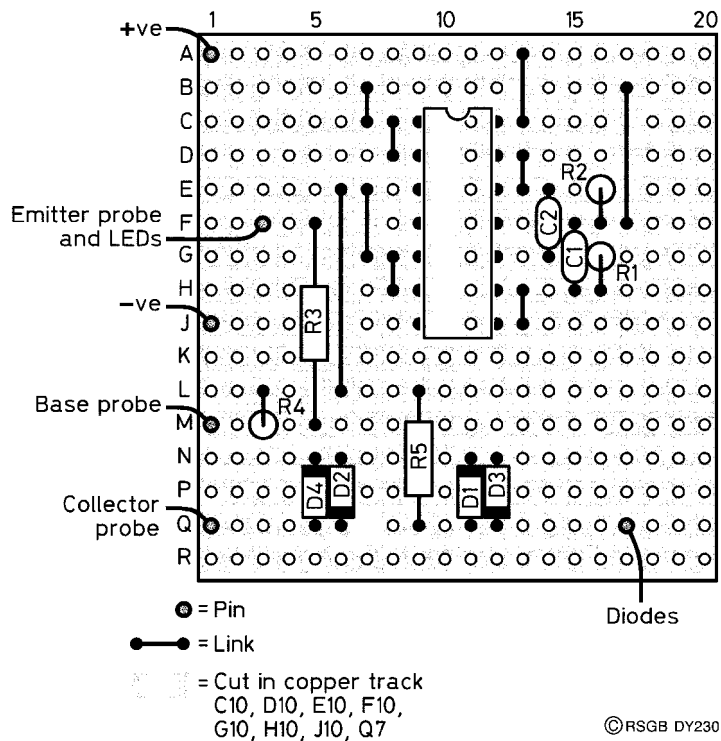 1 5 10 15 20
+ve
A
B
C
D
E R2
Emitter probe
and LEDs
F C2
G C1
R1
H
-ve
J R3
K
L
Base probe
M R4
N R5
P D4 D2 D1 D3
Collector
probe
Q
R
= Pin
Diodes
= Link
= Cut in copper track
C10, D10, E10, F10,
G10, H10, J10, Q7
©RSGB DY230